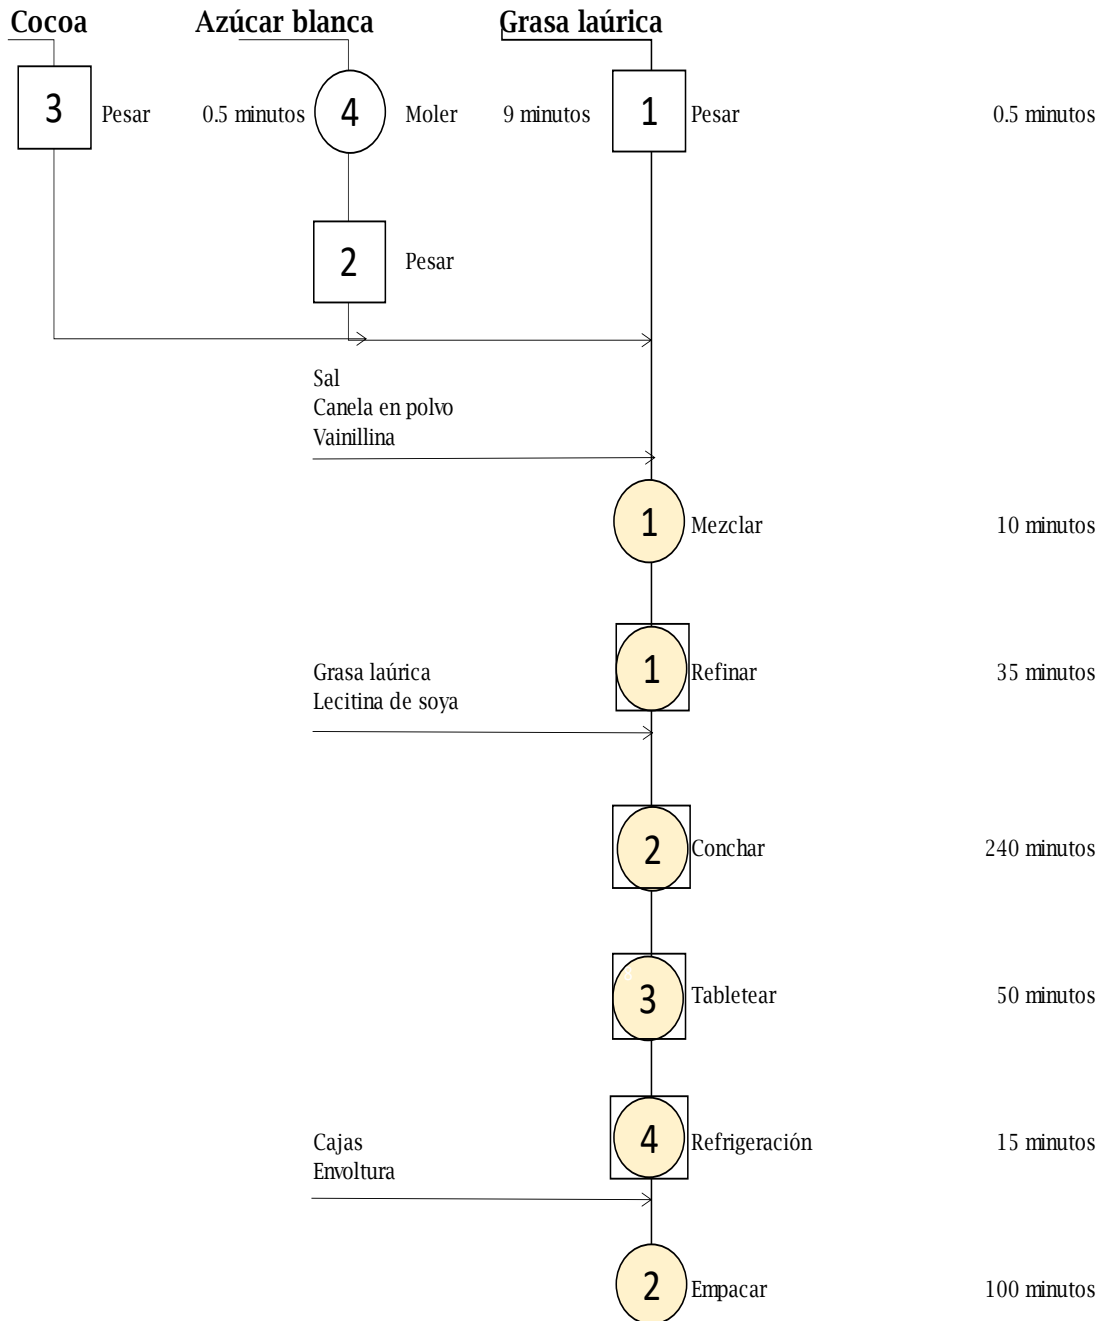 Cocoa
Azúcar blanca
Grasa laúrica
3 Pesar 0.5 minutos
4 Moler 9 minutos
1 Pesar 0.5 minutos
2 Pesar
Sal
Canela en polvo
Vainillina
1 Mezclar 10 minutos
1 Refinar 35 minutos
Grasa laúrica
Lecitina de soya
2 Conchar 240 minutos
3 Tabletear 50 minutos
4 Refrigeración 15 minutos
Cajas
Envoltura
2 Empacar 100 minutos